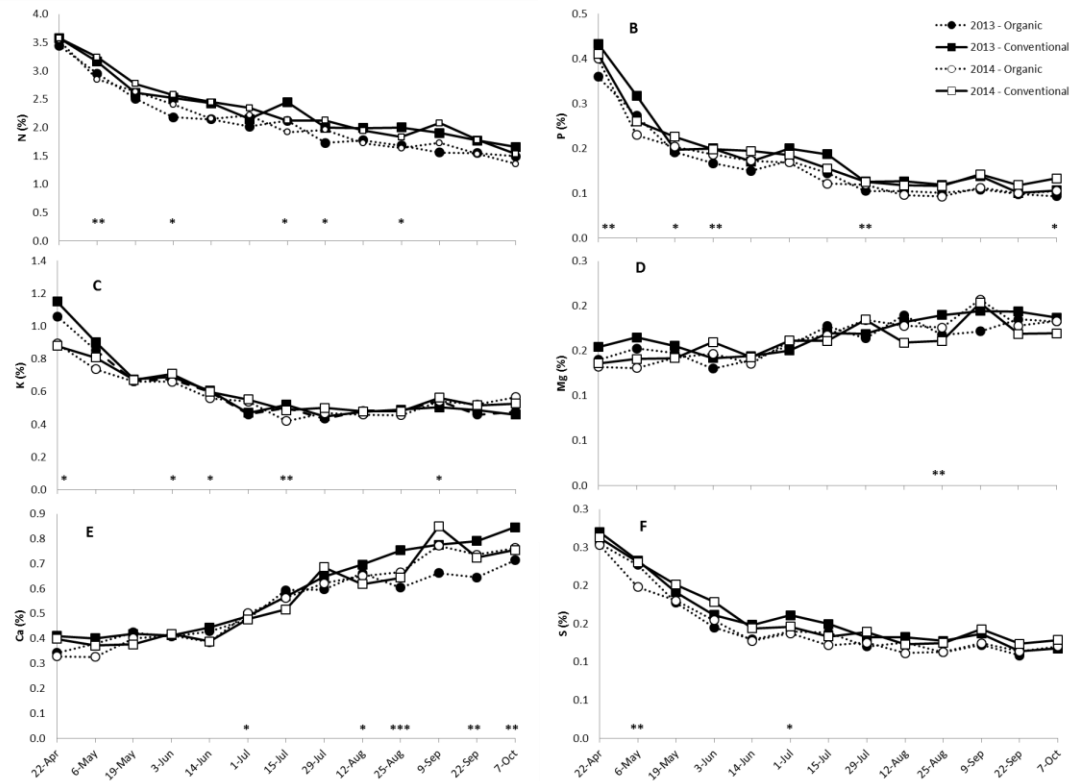 4.0
3.5
3.0
2.5
2.0
1.5
1.0
0.5
0.0
N (%)
** * * * *
B
2013 - Organic
2013 - Conventional
2014 - Organic
2014 - Conventional
0.5
0.4
0.3
0.2
0.1
0.0
P (%)
** * ** ** *
C
1.4
1.2
1.0
0.8
0.6
0.4
0.2
0.0
K (%)
* * * ** *
D
0.3
0.2
0.2
0.1
0.1
0.0
Mg (%)
**
E
0.9
0.8
0.7
0.6
0.5
0.4
0.3
0.2
0.1
0.0
Ca (%)
* * *** ** **
22-Apr
6-May
19-May
3-Jun
14-Jun
1-Jul
15-Jul
29-Jul
12-Aug
25-Aug
9-Sep
22-Sep
7-Oct
F
0.3
0.3
0.2
0.2
0.1
0.1
0.0
S (%)
** *
22-Apr
6-May
19-May
3-Jun
14-Jun
1-Jul
15-Jul
29-Jul
12-Aug
25-Aug
9-Sep
22-Sep
7-Oct